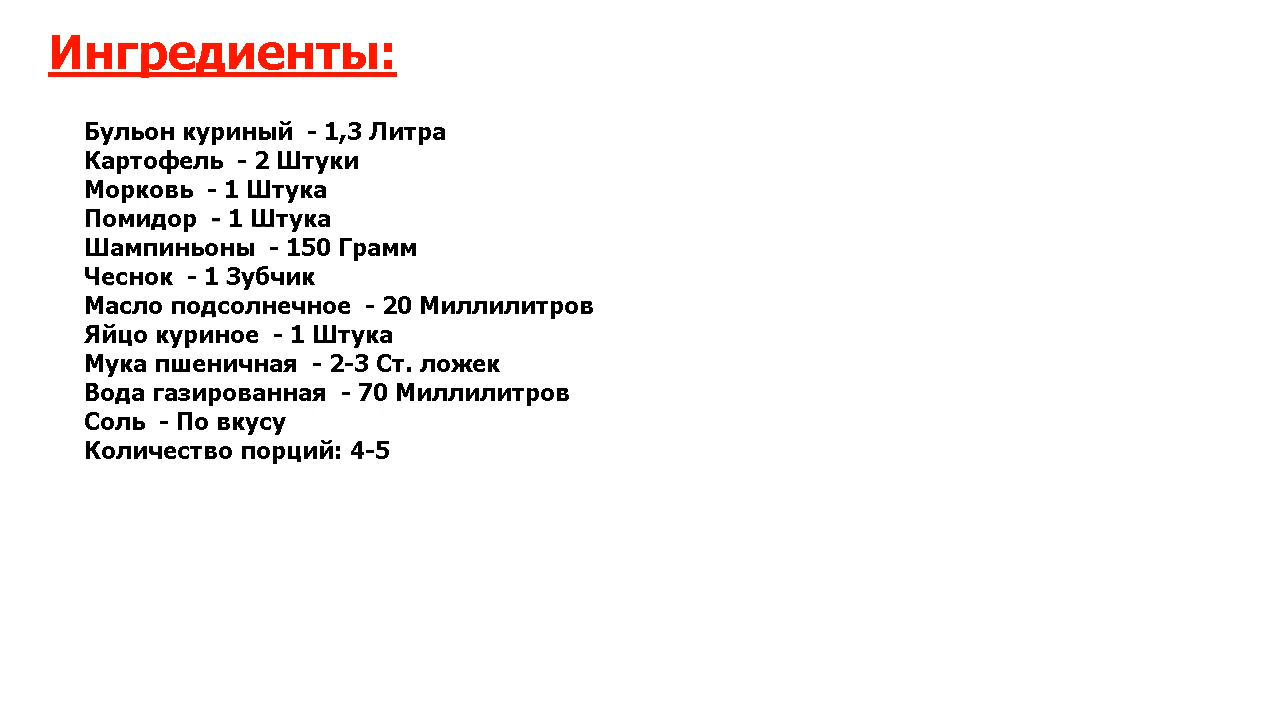 Ингредиенты:
Бульон куриный - 1,3 Литра
Картофель - 2 Штуки
Морковь - 1 Штука
Помидор - 1 Штука
Шампиньоны - 150 Грамм
Чеснок - 1 Зубчик
Масло подсолнечное - 20 Миллилитров
Яйцо куриное - 1 Штука
Мука пшеничная - 2-3 Ст. ложек
Вода газированная - 70 Миллилитров
Соль - По вкусу
Количество порций: 4-5